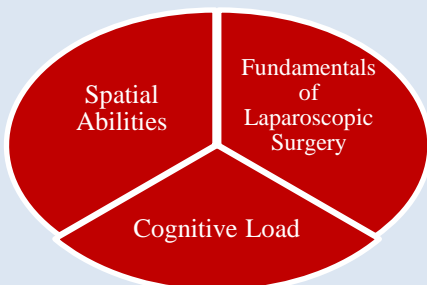 Spatial
Abilities
Fundamentals
of
Laparoscopic
Surgery
Cognitive Load